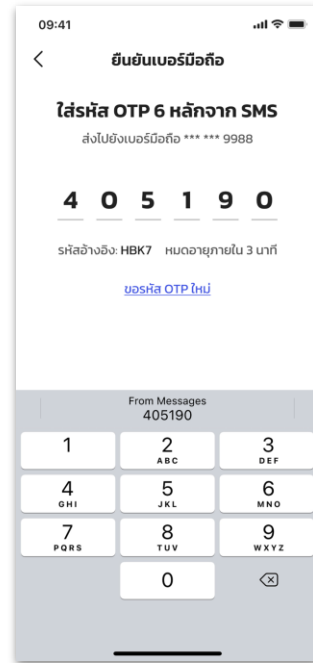 09:41
ยืนยันเบอร์มือถือ
ใส่รหัส OTP 6 หลักจาก SMS
ส่งไปยังเบอร์มือถือ *** *** 9988
4 0 5 1 9 0
รหัสอ้างอิง: HBK7 หมดอายุภายใน 3 นาที
ขอรหัส OTP ใหม่
From Messages
405190
1 2 3
ABC DEF
4 5 6
GHI JKL MNO
7 8 9
PQRS TUV WXYZ
0